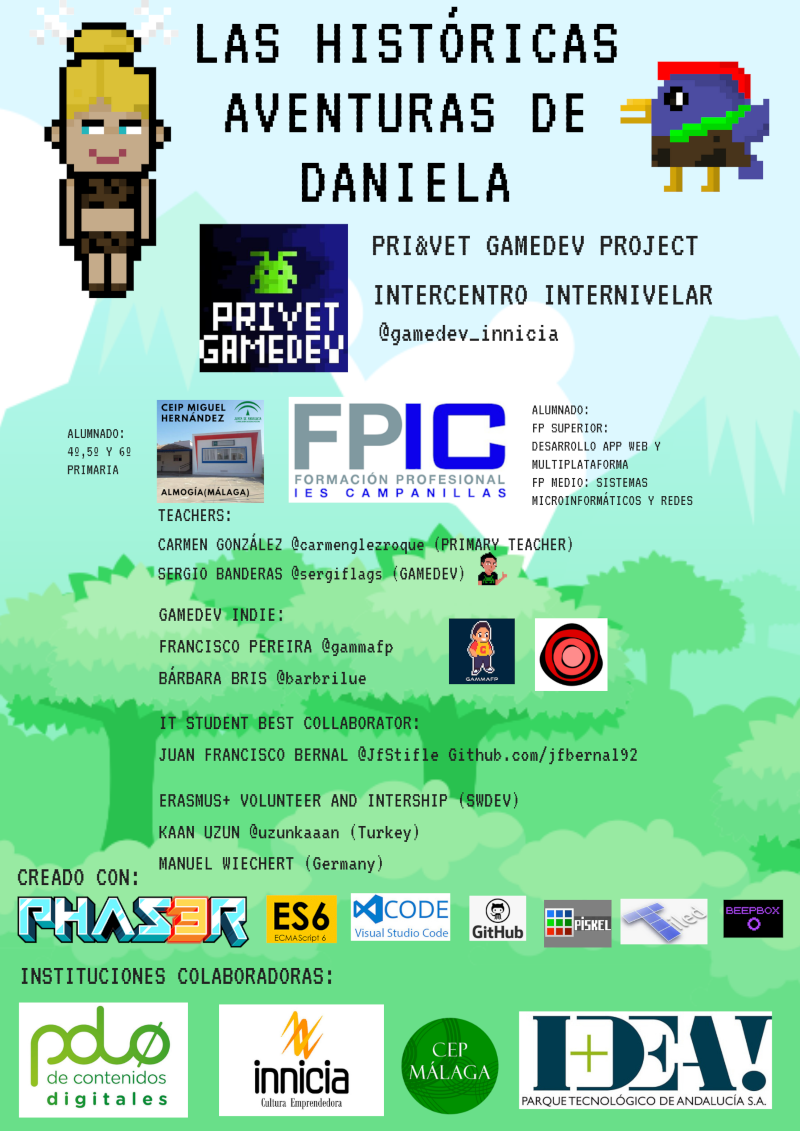 LAS HISTÓRICAS
AVENTURAS DE
DANIELA
PRIVET
GAMEDEV
PRI&VET GAMEDEV PROJECT
INTERCENTRO INTERNIVELAR
@gamedev_innicia
ALUMNADO:
4º,5º Y 6º
PRIMARIA
CEIP MIGUEL
HERNÁNDEZ
ALMOGÍA(MÁLAGA)
FPIC
FORMACIÓN PROFESIONAL
IES CAMPANILLAS
ALUMNADO:
FP SUPERIOR:
DESARROLLO APP WEB Y
MULTIPLATAFORMA
FP MEDIO: SISTEMAS
MICROINFORMÁTICOS Y REDES
TEACHERS:
CARMEN GONZÁLEZ @carmenglezroque (PRIMARY TEACHER)
SERGIO BANDERAS @sergiflags (GAMEDEV)
GAMEDEV INDIE:
FRANCISCO PEREIRA @gammafp
BÁRBARA BRIS @barbrilue
GAMMAFP
IT STUDENT BEST COLLABORATOR:
JUAN FRANCISCO BERNAL @JfStifle Github.com/jfbernal92
ERASMUS+ VOLUNTEER AND INTERSHIP (SWDEV)
KAAN UZUN @uzunkaaan (Turkey)
MANUEL WIECHERT (Germany)
CREADO CON:
PHAS3R
ES6
ECMAScript 6
CODE
Visual Studio Code
GitHub
PISKEL
Tiled
BEEPBOX
INSTITUCIONES COLABORADORAS:
polo
de contenidos
digitales
innicia
Cultura Emprendedora
CEP
MÁLAGA
I+DEA!
PARQUE TECNOLÓGICO DE ANDALUCÍA S.A.